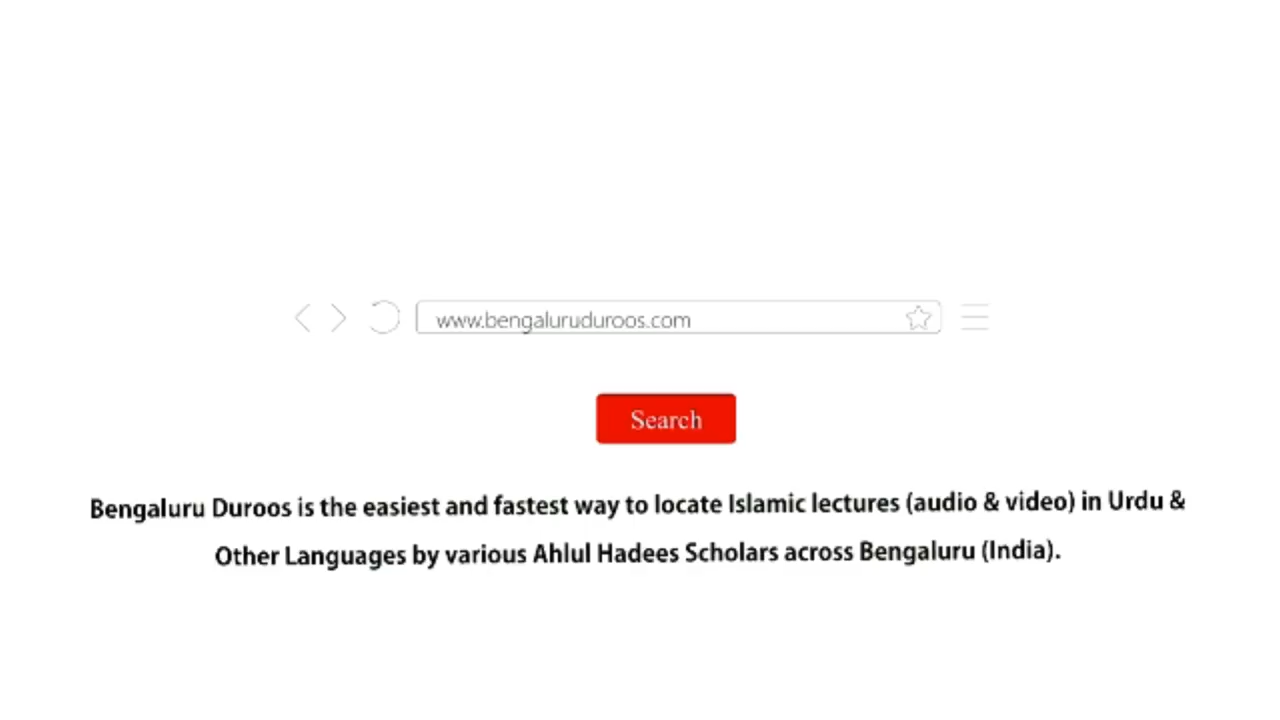 www.bengaluruduroos.com
Search
Bengaluru Duroos is the easiest and fastest way to locate Islamic lectures (audio & video) in Urdu &
Other Languages by various Ahlul Hadees Scholars across Bengaluru (India).